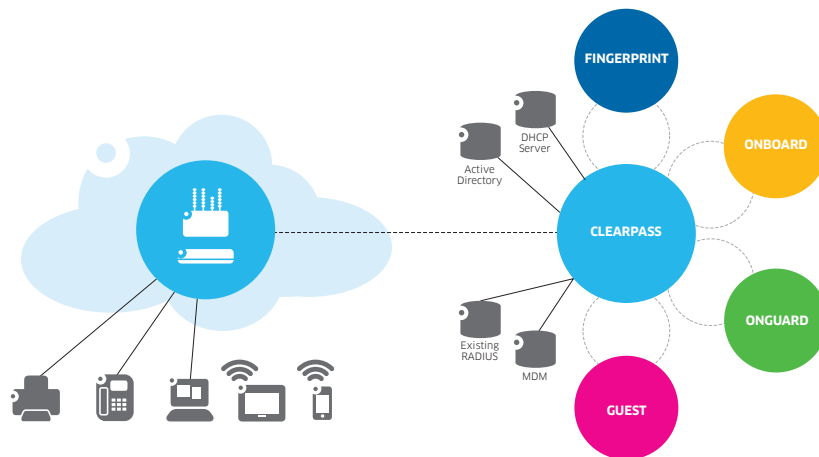 FINGERPRINT
DHCP
Server
Active
Directory
ONBOARD
CLEARPASS
Existing
RADIUS
MDM
ONGUARD
GUEST